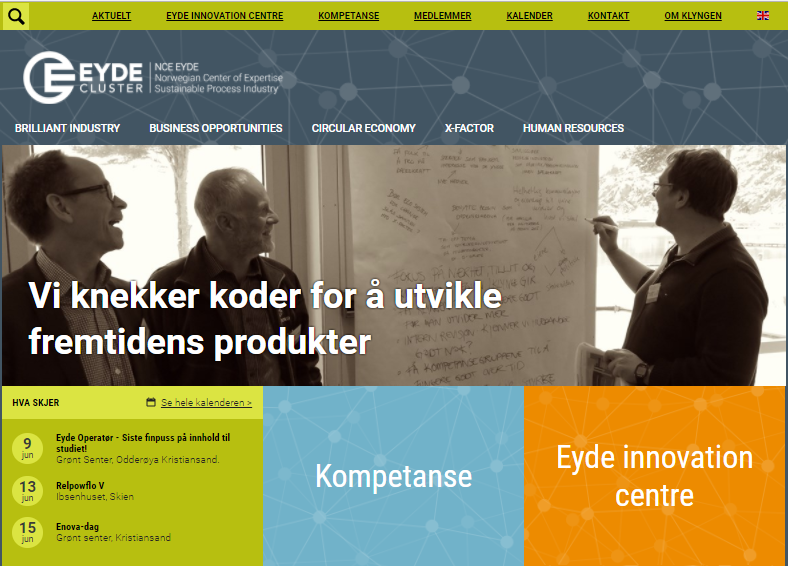 AKTUELT EYDE INNOVATION CENTRE KOMPETANSE MEDLEMMER KALENDER KONTAKT OM KLYNGEN
EYDE
CLUSTER
NCE EYDE
Norwegian Center of Expertise
Sustainable Process Industry
BRILLIANT INDUSTRY BUSINESS OPPORTUNITIES CIRCULAR ECONOMY X-FACTOR HUMAN RESOURCES
Vi knekker koder for å utvikle
fremtidens produkter
HVA SKJER Se hele kalenderen >
9
jun
Eyde Operatør - Siste finpuss på innhold til
studiet!
Grønt Senter, Odderøya Kristiansand.
13
jun
Relpowflo V
Ibsenhuset, Skien
15
jun
Enova-dag
Grønt senter, Kristiansand
Kompetanse
Eyde innovation
centre